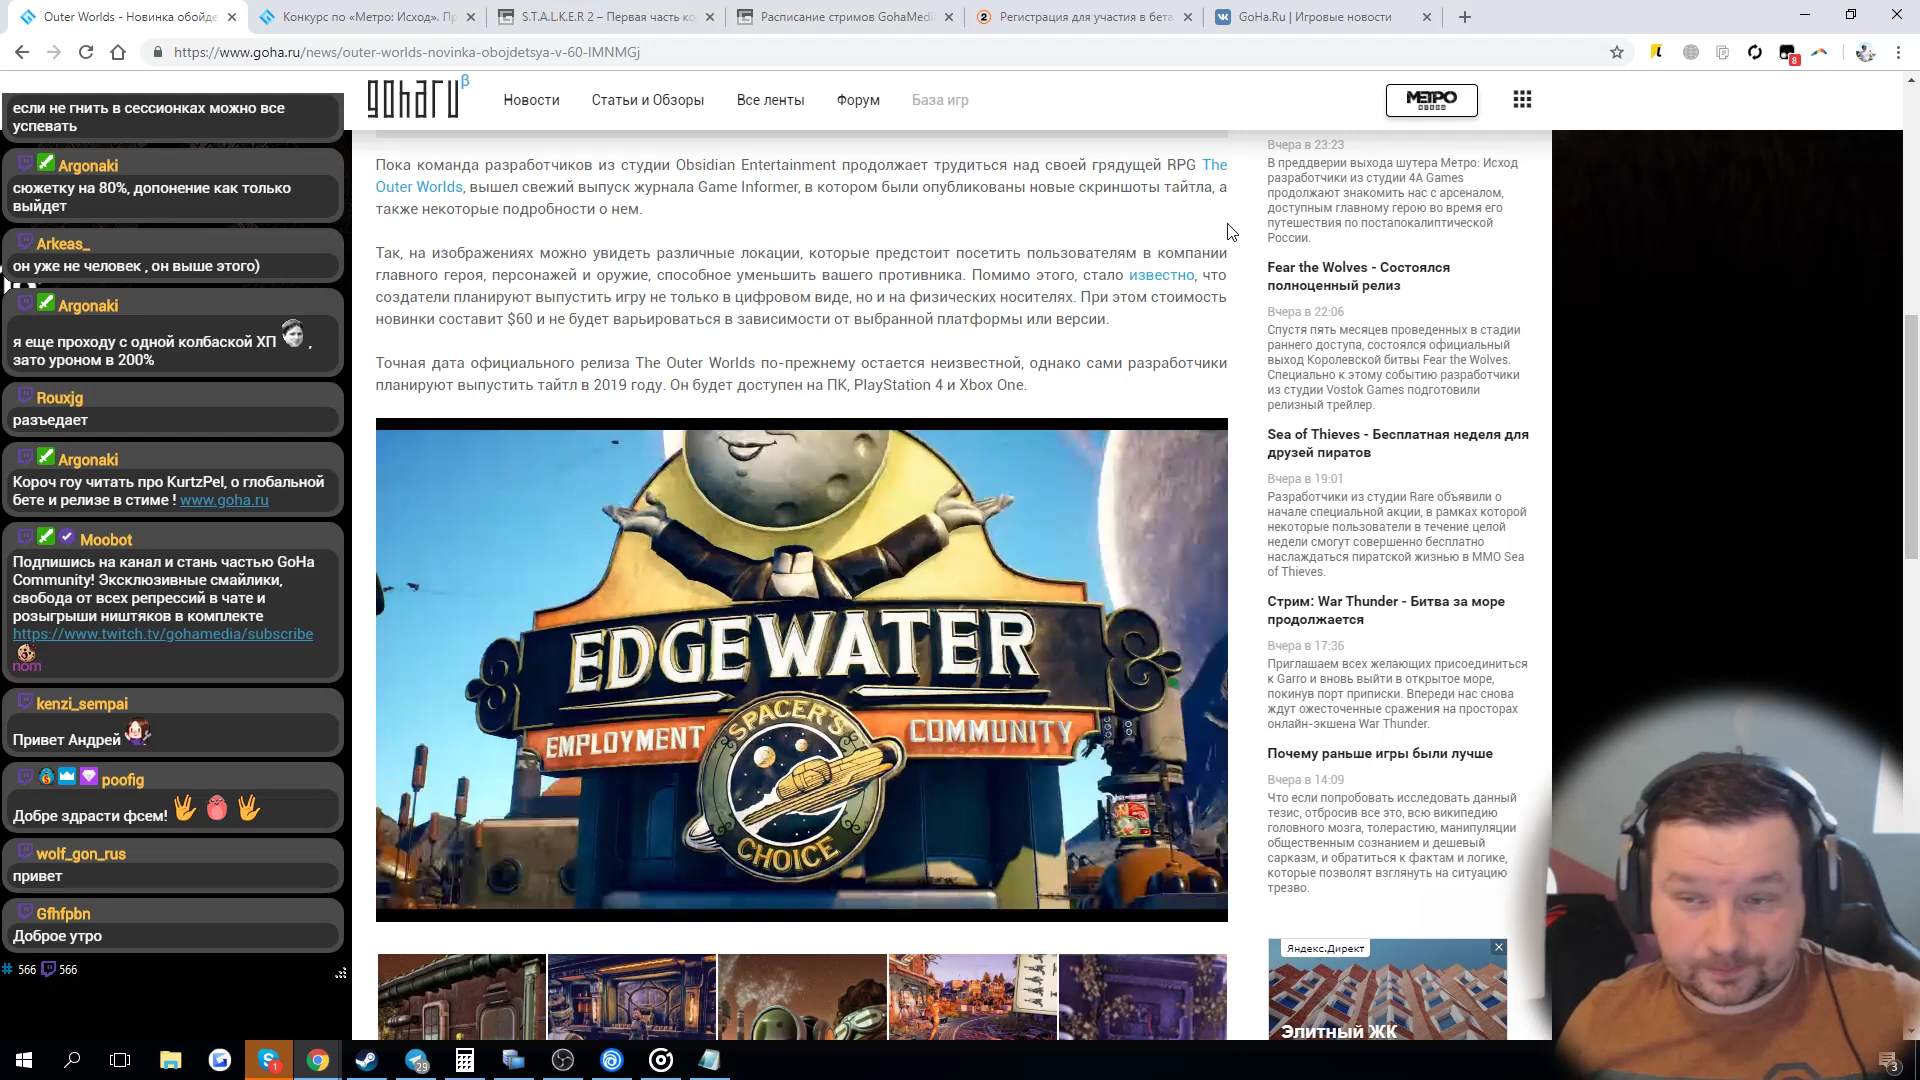 Outer Worlds - Новинка обойде
Конкурс по «Метро: Исход». Пр
S.T.A.L.K.E.R 2 – Первая часть ко
Расписание стримов GohaMedi
Регистрация для участия в бета
GoHa.Ru | Игровые новости
https://www.goha.ru/news/outer-worlds-novinka-obojdetsya-v-60-lMNMGj
8
goharu β
Новости
Статьи и Обзоры
Все ленты
Форум
База игр
МЕТРО
если не гнить в сессионках можно все
успевать
Argonaki
сюжетку на 80%, допонение как только
выйдет
Arkeas_
он уже не человек , он выше этого)
Argonaki
я еще проходу с одной колбаской ХП ,
зато уроном в 200%
Rouxjg
разъедает
Argonaki
Короч гоу читать про KurtzPel, о глобальной
бете и релизе в стиме ! www.goha.ru
Moobot
Подпишись на канал и стань частью GoHa
Community! Эксклюзивные смайлики,
свобода от всех репрессий в чате и
розыгрыши ништяков в комплекте
https://www.twitch.tv/gohamedia/subscribe
nom
kenzi_sempai
Привет Андрей
poofig
Добре здрасти фсем!
wolf_gon_rus
привет
Gfhfpbn
Доброе утро
566 566
Пока команда разработчиков из студии Obsidian Entertainment продолжает трудиться над своей грядущей RPG The
Outer Worlds, вышел свежий выпуск журнала Game Informer, в котором были опубликованы новые скриншоты тайтла, а
также некоторые подробности о нем.
Так, на изображениях можно увидеть различные локации, которые предстоит посетить пользователям в компании
главного героя, персонажей и оружие, способное уменьшить вашего противника. Помимо этого, стало известно, что
создатели планируют выпустить игру не только в цифровом виде, но и на физических носителях. При этом стоимость
новинки составит $60 и не будет варьироваться в зависимости от выбранной платформы или версии.
Точная дата официального релиза The Outer Worlds по-прежнему остается неизвестной, однако сами разработчики
планируют выпустить тайтл в 2019 году. Он будет доступен на ПК, PlayStation 4 и Xbox One.
EDGEWATER
EMPLOYMENT
COMMUNITY
SPACER'S
CHOICE
Вчера в 23:23
В преддверии выхода шутера Метро: Исход
разработчики из студии 4A Games
продолжают знакомить нас с арсеналом,
доступным главному герою во время его
путешествия по постапокалиптической
России.
Fear the Wolves - Состоялся
полноценный релиз
Вчера в 22:06
Спустя пять месяцев проведенных в стадии
раннего доступа, состоялся официальный
выход Королевской битвы Fear the Wolves.
Специально к этому событию разработчики
из студии Vostok Games подготовили
релизный трейлер.
Sea of Thieves - Бесплатная неделя для
друзей пиратов
Вчера в 19:01
Разработчики из студии Rare объявили о
начале специальной акции, в рамках которой
некоторые пользователи в течение целой
недели смогут совершенно бесплатно
наслаждаться пиратской жизнью в ММО Sea
of Thieves.
Стрим: War Thunder - Битва за море
продолжается
Вчера в 17:36
Приглашаем всех желающих присоединиться
к Garro и вновь выйти в открытое море,
покинув порт приписки. Впереди нас снова
ждут ожесточенные сражения на просторах
онлайн-экшена War Thunder.
Почему раньше игры были лучше
Вчера в 14:09
Что если попробовать исследовать данный
тезис, отбросив все это, всю википедию
головного мозга, толерастию, манипуляции
общественным сознанием и дешевый
сарказм, и обратиться к фактам и логике,
которые позволят взглянуть на ситуацию
трезво.
Яндекс.Директ
Элитный ЖК
1
29
3